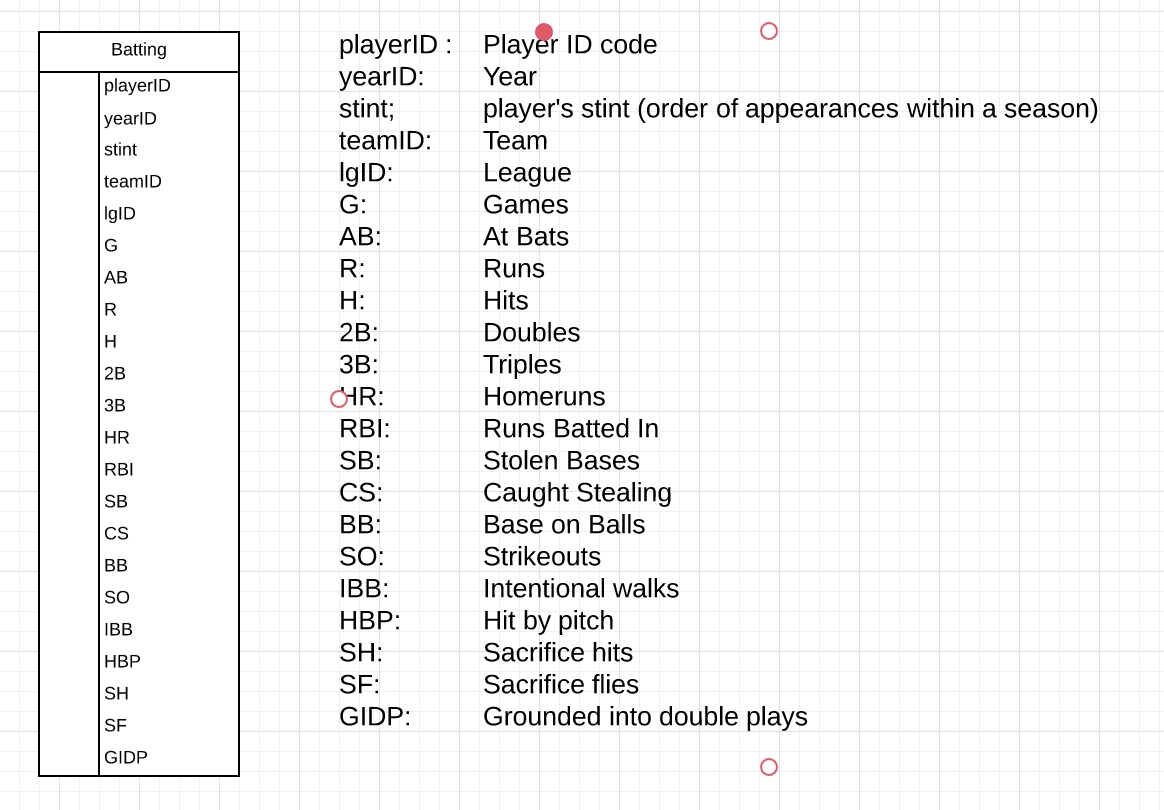 Batting
playerID
yearID
stint
teamID
lgID
G
AB
R
H
2B
3B
HR
RBI
SB
CS
BB
SO
IBB
HBP
SH
SF
GIDP
playerID : Player ID code
yearID: Year
stint; player's stint (order of appearances within a season)
teamID: Team
lgID: League
G: Games
AB: At Bats
R: Runs
H: Hits
2B: Doubles
3B: Triples
HR: Homeruns
RBI: Runs Batted In
SB: Stolen Bases
CS: Caught Stealing
BB: Base on Balls
SO: Strikeouts
IBB: Intentional walks
HBP: Hit by pitch
SH: Sacrifice hits
SF: Sacrifice flies
GIDP: Grounded into double plays